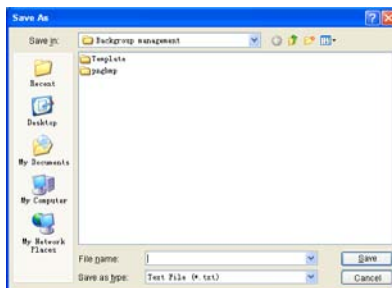 Save As
Save in:
Backgroup management
Template
pngbmp
Recent
Desktop
My Documents
My Computer
My Network
Places
File name:
Save
Save as type:
Text File (*.txt)
Cancel